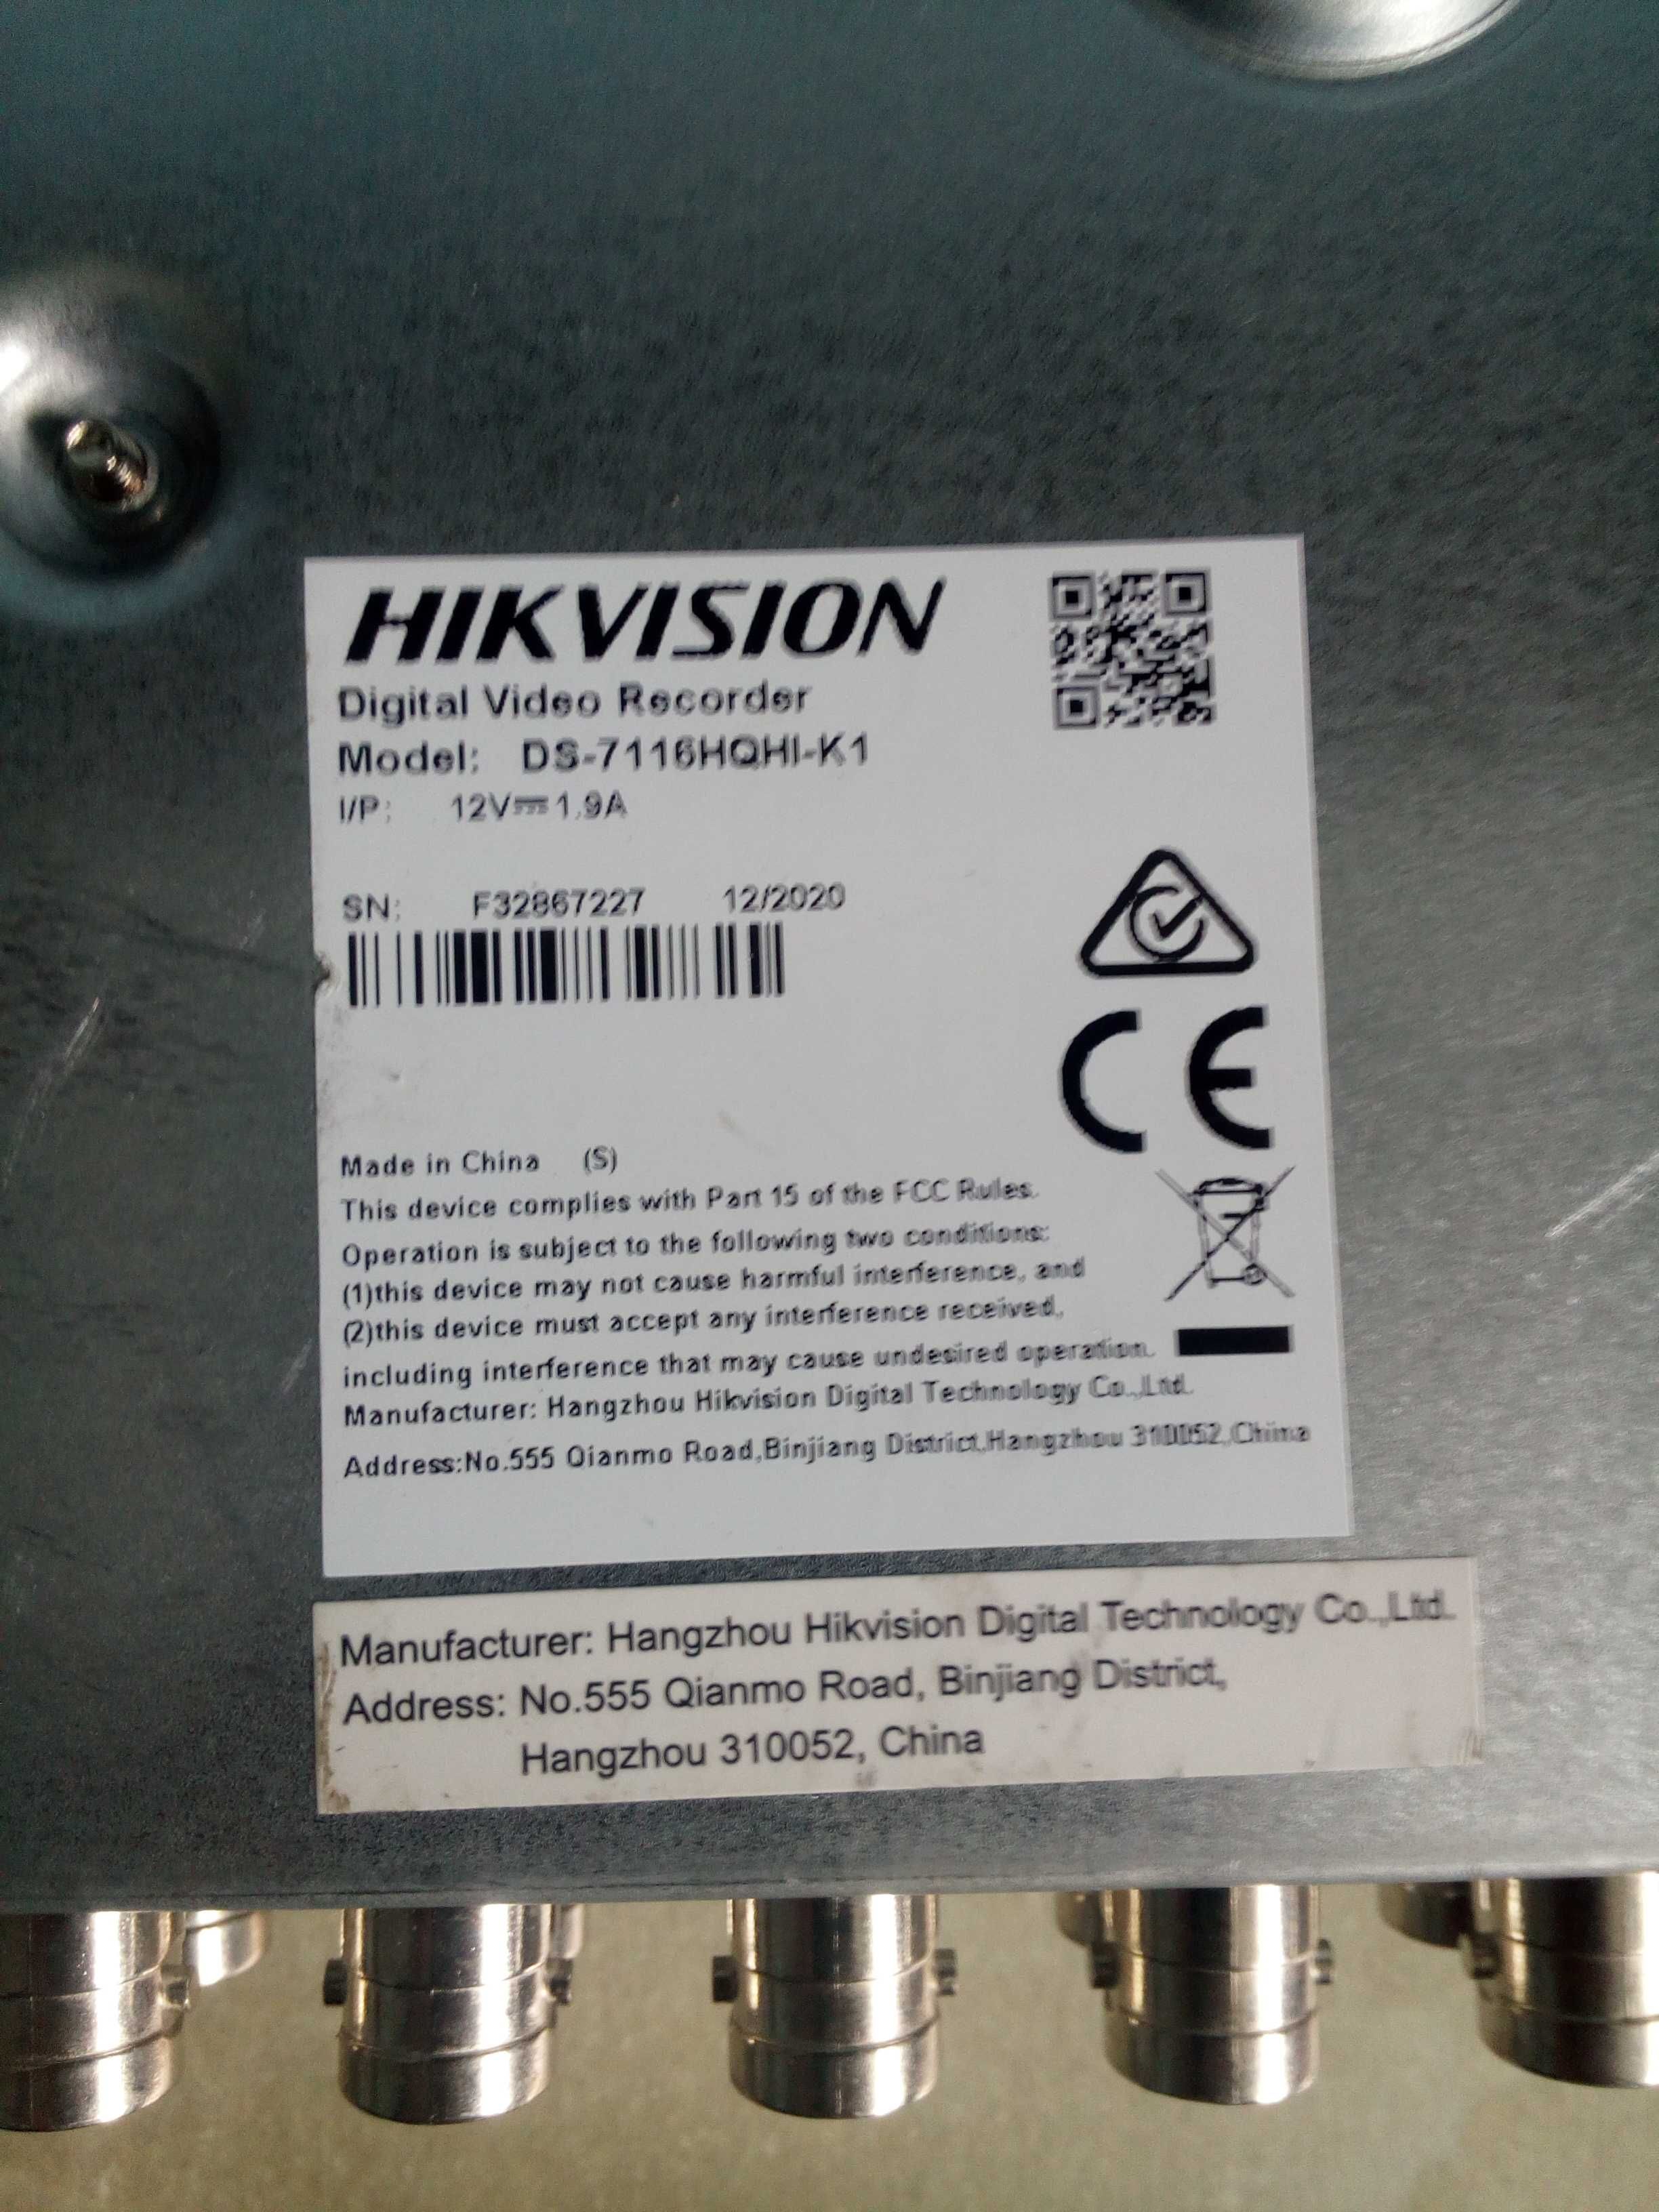 HIKVISION
Digital Video Recorder
Model: DS-7116HQHI-K1
I/P: 12V⎓1.9A
SN: F32867227 12/2020
CE
Made in China (S)
This device complies with Part 15 of the FCC Rules.
Operation is subject to the following two conditions:
(1)this device may not cause harmful interference, and
(2)this device must accept any interference received,
including interference that may cause undesired operation.
Manufacturer: Hangzhou Hikvision Digital Technology Co.,Ltd.
Address:No.555 Qianmo Road,Binjiang District,Hangzhou 310052,China
Manufacturer: Hangzhou Hikvision Digital Technology Co.,Ltd.
Address: No.555 Qianmo Road, Binjiang District,
Hangzhou 310052, China